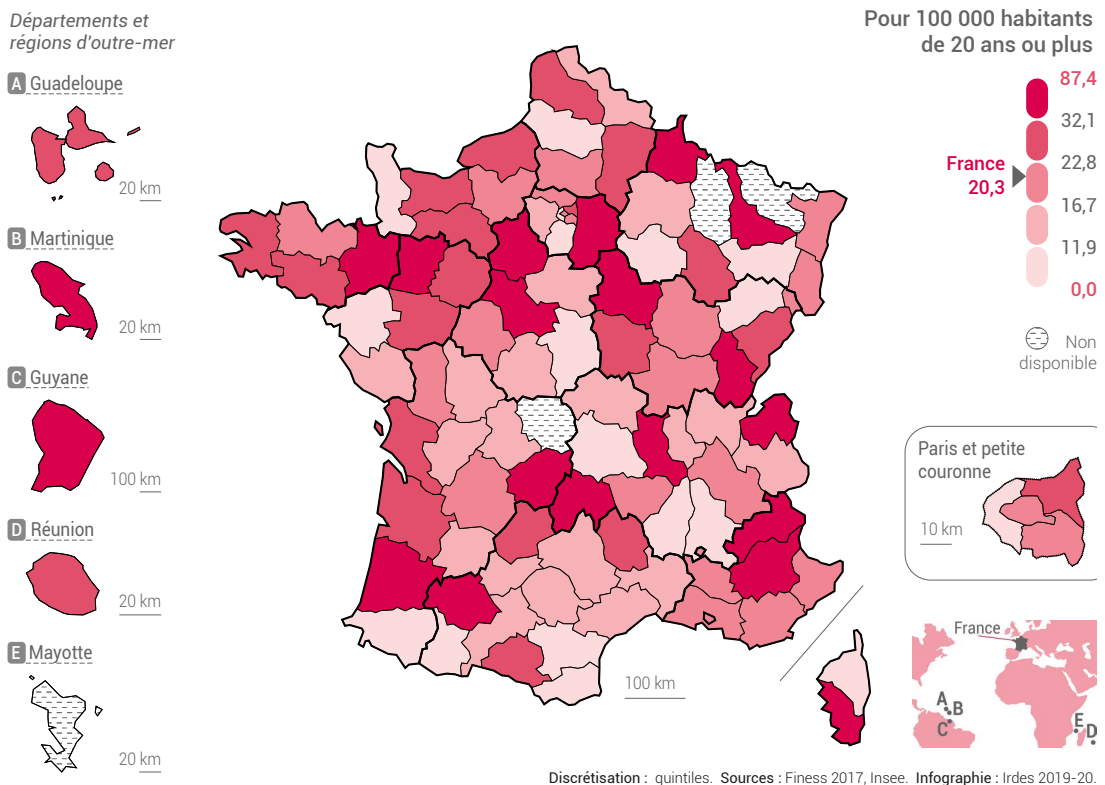 Départements et
régions d'outre-mer
A Guadeloupe
20 km
B Martinique
20 km
C Guyane
100 km
D Réunion
20 km
E Mayotte
20 km
Pour 100 000 habitants
de 20 ans ou plus
87,4
32,1
22,8
16,7
11,9
0,0
France
20,3
Non
disponible
Paris et petite
couronne
10 km
100 km
France
A
B
C
E
D
Discrétisation : quintiles. Sources : Finess 2017, Insee. Infographie : Irdes 2019-20.